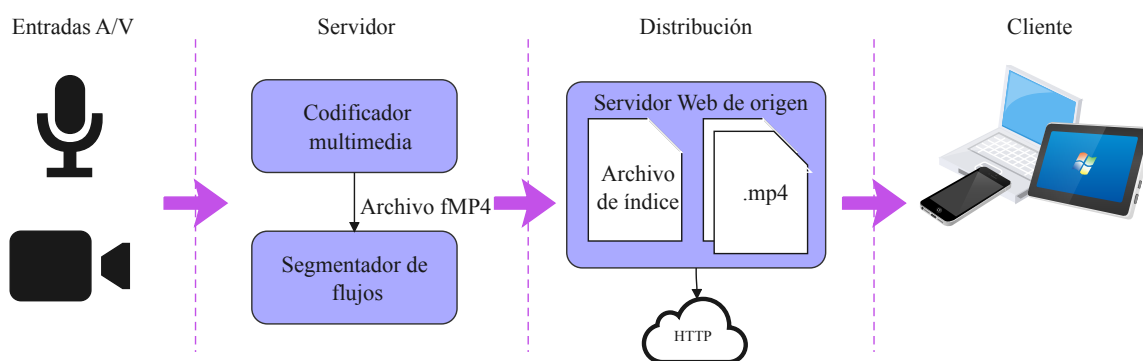 Entradas A/V
Servidor
Distribución
Cliente
Codificador
multimedia
Archivo fMP4
Segmentador de
flujos
Servidor Web de origen
Archivo
de índice
.mp4
HTTP